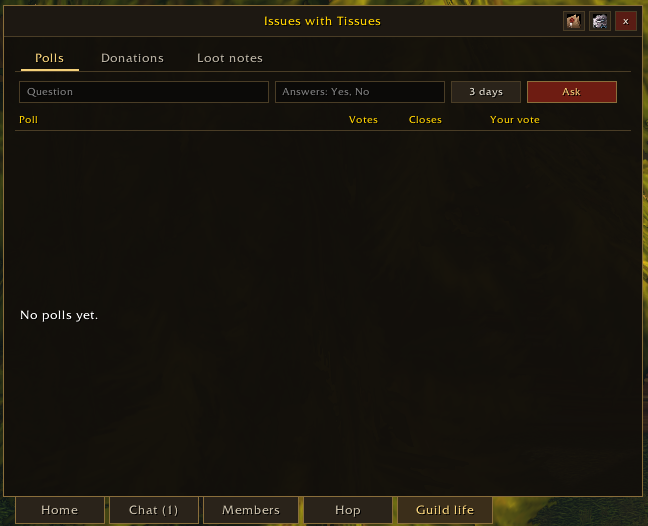 Issues with Tissues
x
Polls Donations Loot notes
Question Answers: Yes, No 3 days Ask
Poll Votes Closes Your vote
No polls yet.
Home Chat (1) Members Hop Guild life